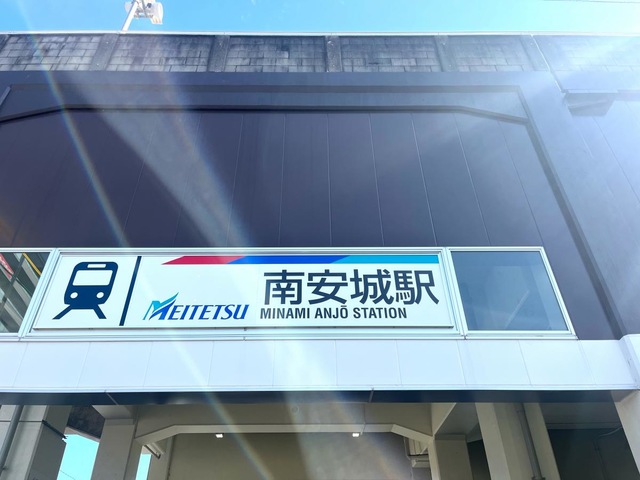 南安城駅
MEITETSU
MINAMI ANJŌ STATION